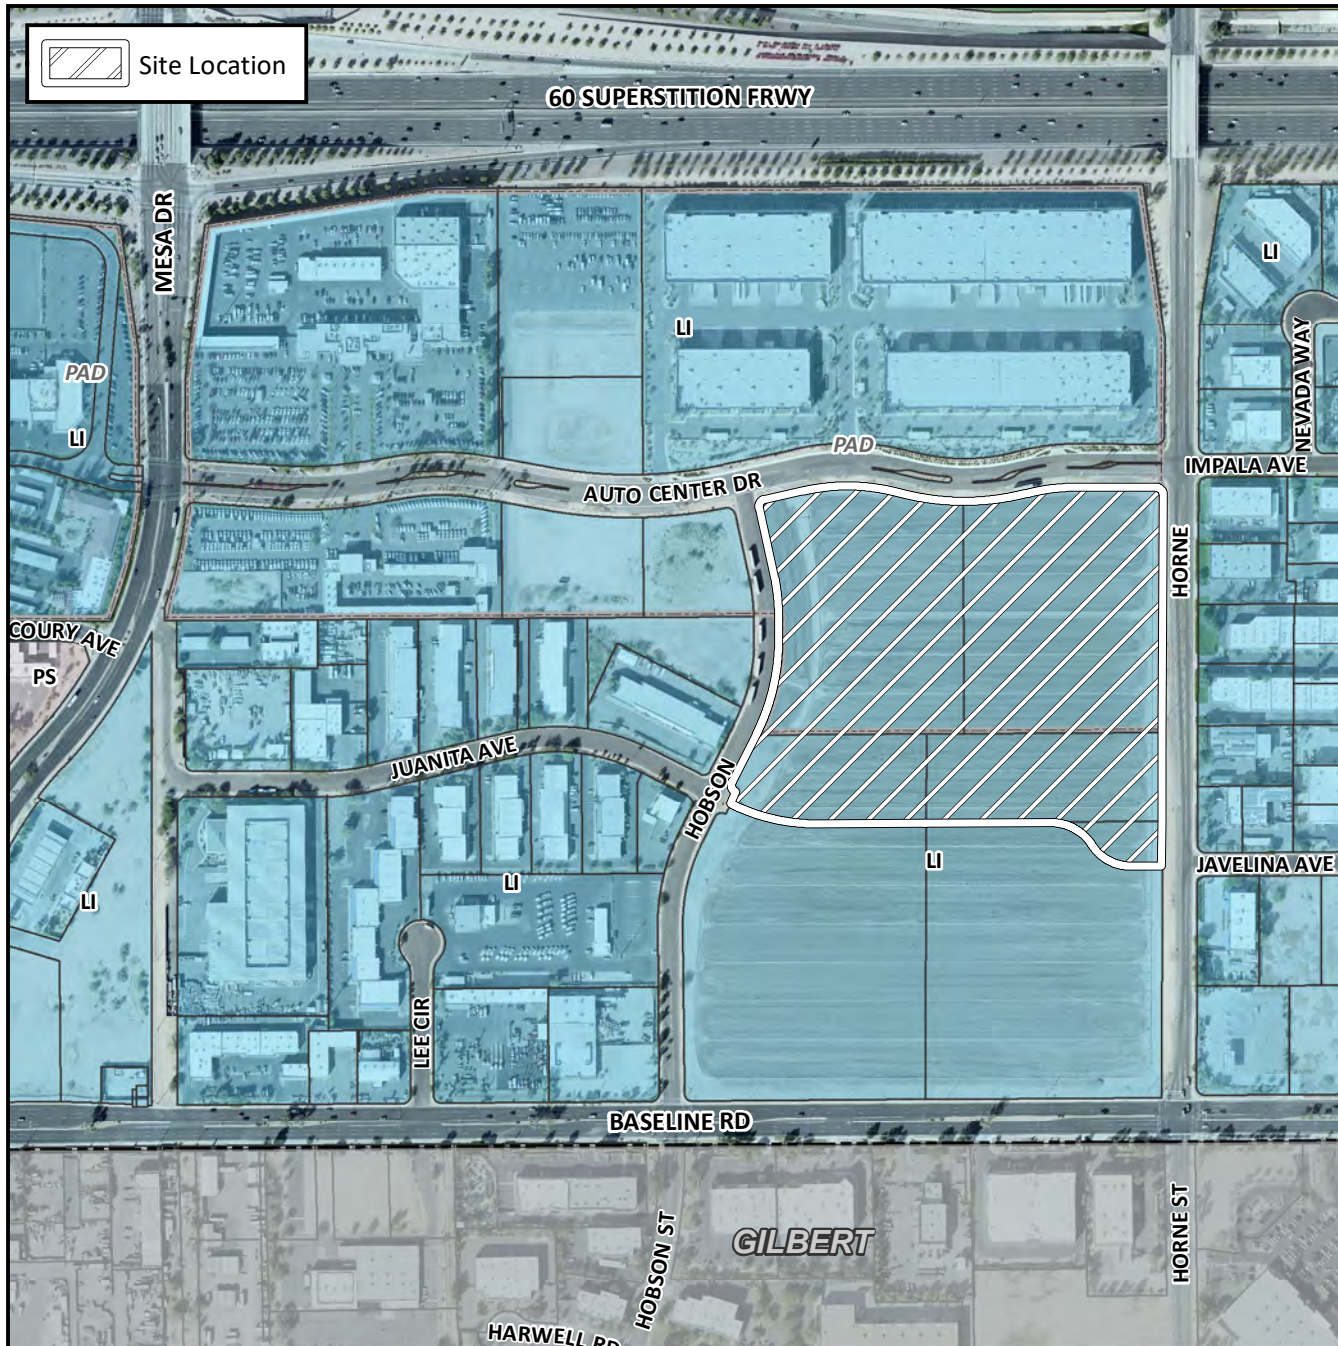 Site Location
60 SUPERSTITION FRWY
MESA DR
LI
NEVADA WAY
LI
PAD
LI
PAD
IMPALA AVE
AUTO CENTER DR
HORNE
COURY AVE
PS
JUANITA AVE
HOBSON
LI
JAVELINA AVE
LI
LI
LEE CIR
BASELINE RD
HOBSON ST
GILBERT
HORNE ST
HARWELL RD